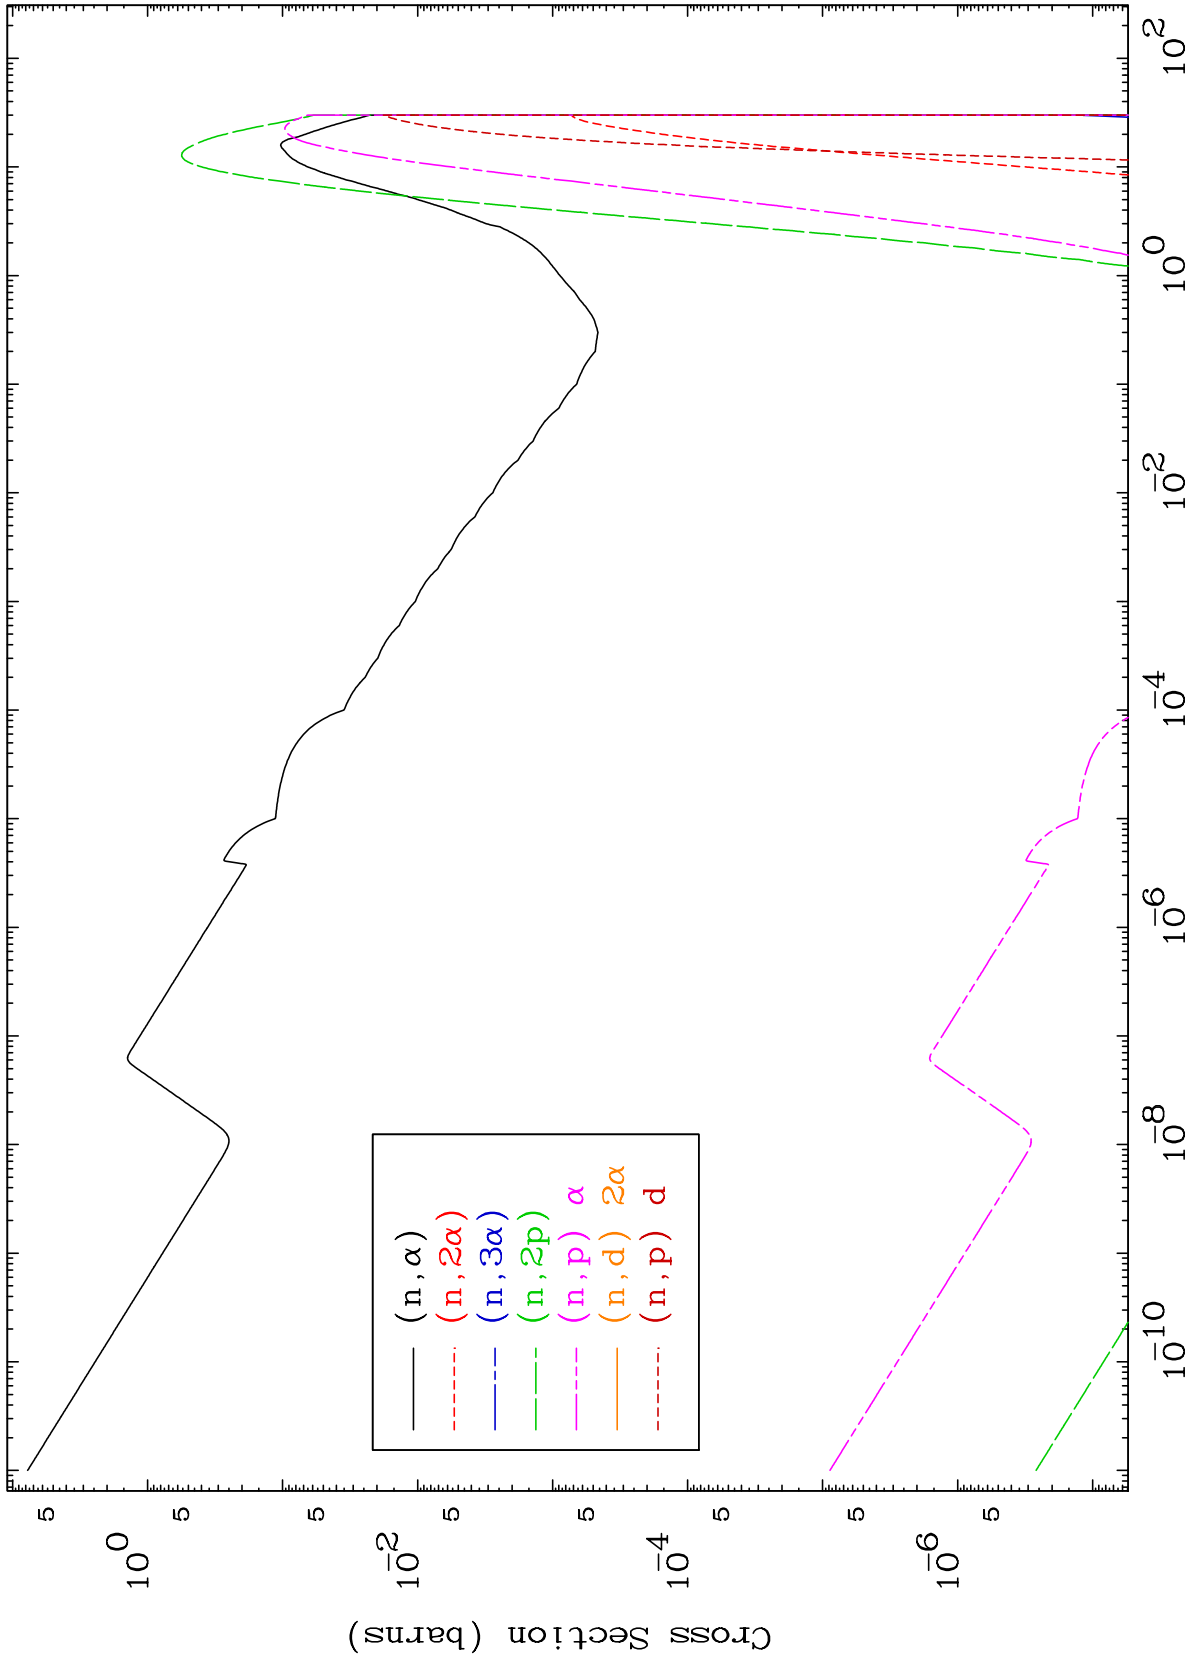 Cross Section (barns)
10^0
5
10^-2
5
10^-4
5
10^-6
5
5
5
5
5
10^-10
10^-8
10^-6
10^-4
10^-2
10^0
10^2
(n,α)
(n,2α)
(n,3α)
(n,2p)
(n,p) α
(n,d) 2α
(n,p) d